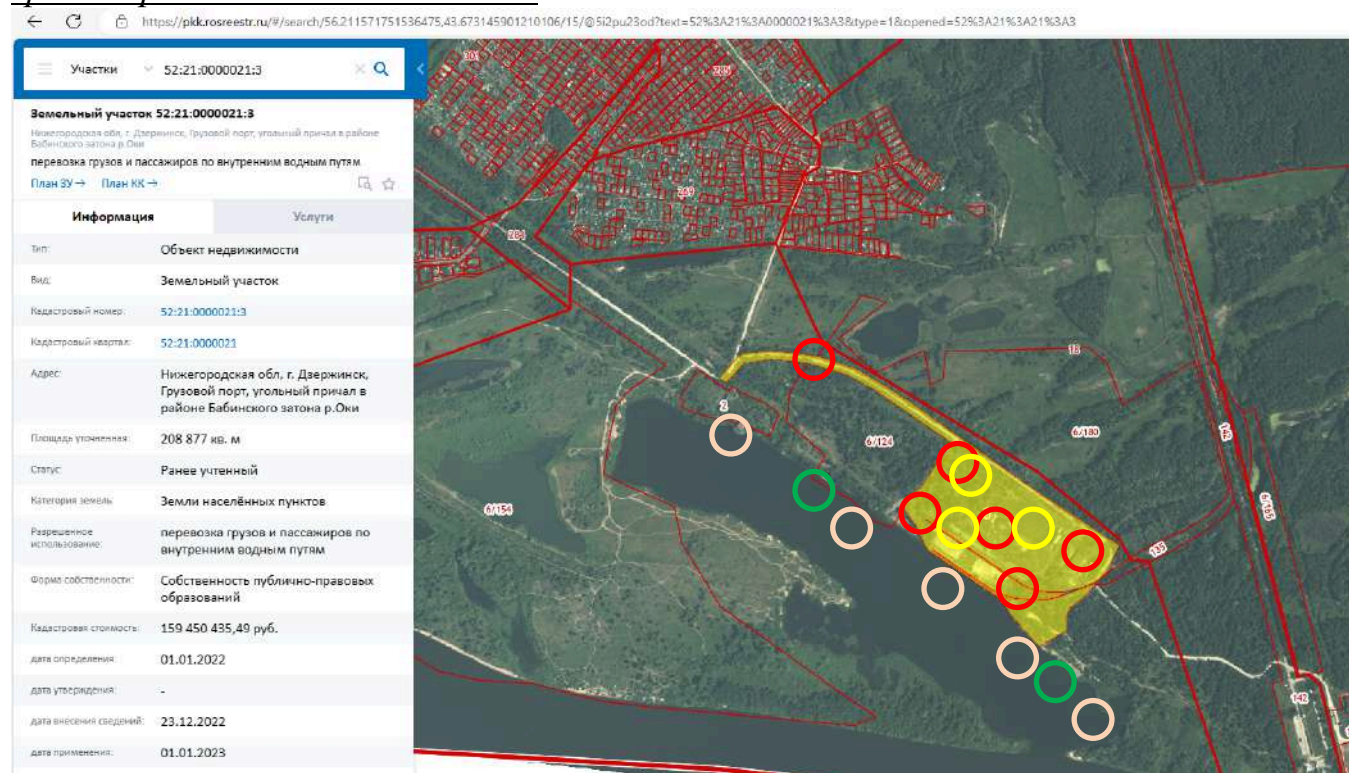 https://pkk.rosreestr.ru/#/search/56.211571751536475,43.673145901210106/15/@5i2pu23od?text=52%3A21%3A0000021%3A3&type=1&opened=52%3A21%3A21%3A3
Участки 52:21:0000021:3
Земельный участок 52:21:0000021:3
Нижегородская обл, г. Дзержинск, Грузовой порт, угольный причал в районе
Бабинского затона р.Оки
перевозка грузов и пассажиров по внутренним водным путям
План ЗУ → План КК →
Информация Услуги
Тип: Объект недвижимости
Вид: Земельный участок
Кадастровый номер: 52:21:0000021:3
Кадастровый квартал: 52:21:0000021
Адрес: Нижегородская обл, г. Дзержинск,
Грузовой порт, угольный причал в
районе Бабинского затона р.Оки
Площадь уточненная: 208 877 кв. м
Статус: Ранее учтенный
Категория земель: Земли населённых пунктов
Разрешенное
использование: перевозка грузов и пассажиров по
внутренним водным путям
Форма собственности: Собственность публично-правовых
образований
Кадастровая стоимость: 159 450 435,49 руб.
дата определения: 01.01.2022
дата утверждения: -
дата внесения сведений: 23.12.2022
дата применения: 01.01.2023
301
285
269
284
18
2
6/124
6/180
142
6/165
6/154
135
142